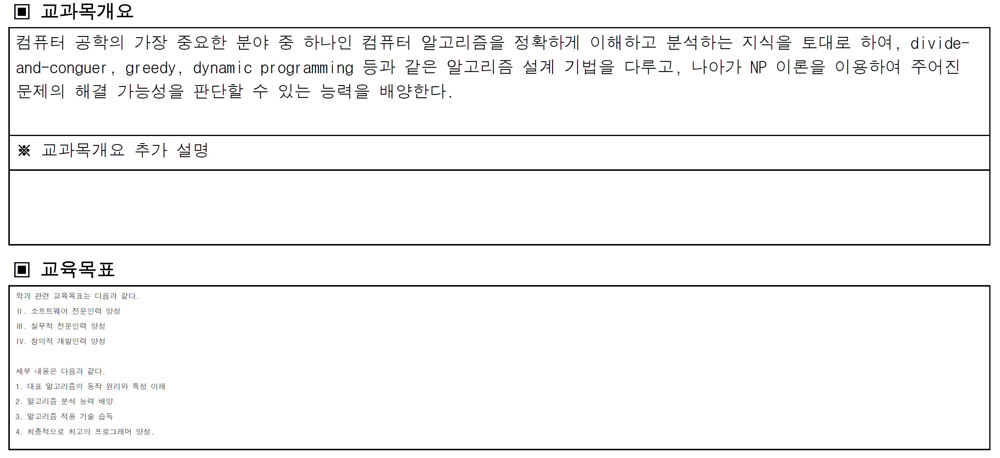 ▣ 교과목개요
컴퓨터 공학의 가장 중요한 분야 중 하나인 컴퓨터 알고리즘을 정확하게 이해하고 분석하는 지식을 토대로 하여, divide-
and-conguer, greedy, dynamic programming 등과 같은 알고리즘 설계 기법을 다루고, 나아가 NP 이론을 이용하여 주어진
문제의 해결 가능성을 판단할 수 있는 능력을 배양한다.
※ 교과목개요 추가 설명
▣ 교육목표
학과 관련 교육목표는 다음과 같다.
Ⅱ. 소프트웨어 전문인력 양성
Ⅲ. 실무적 전문인력 양성
Ⅳ. 창의적 개발인력 양성
세부 내용은 다음과 같다.
1. 대표 알고리즘의 동작 원리와 특성 이해
2. 알고리즘 분석 능력 배양
3. 알고리즘 적용 기술 습득
4. 최종적으로 최고의 프로그래머 양성.